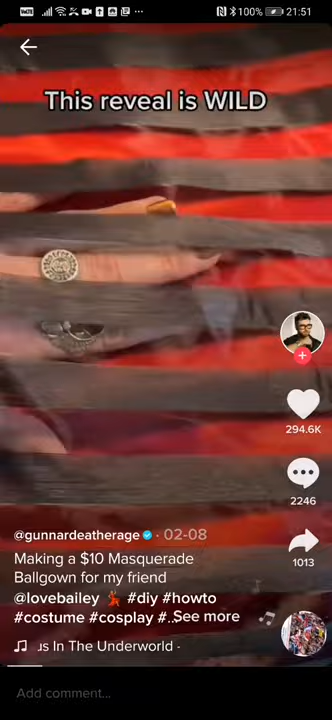 100% 21:51
This reveal is WILD
294.6K
2246
@gunnardeatherage · 02-08
1013
Making a $10 Masquerade
Ballgown for my friend
@lovebailey 💃 #diy #howto
#costume #cosplay #... See more
us In The Underworld -
Add comment...